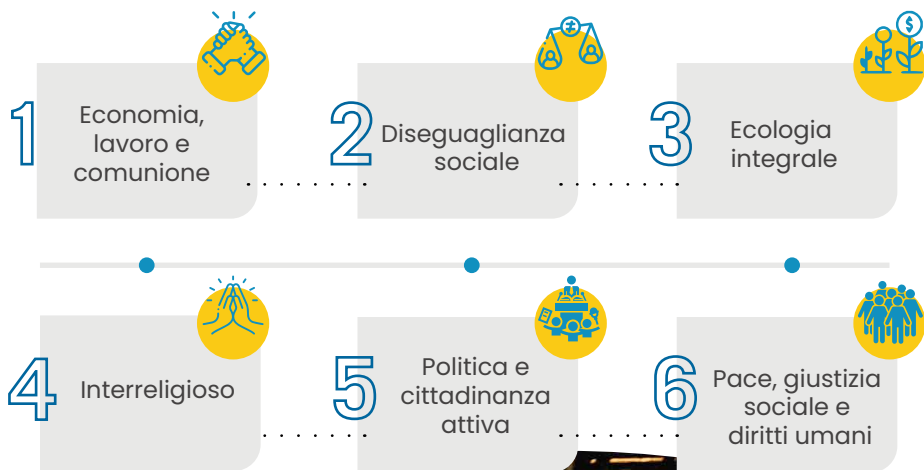 1
Economia,
lavoro e
comunione
2
Diseguaglianza
sociale
3
Ecologia
integrale
$
4
Interreligioso
5
Politica e
cittadinanza
attiva
6
Pace, giustizia
sociale e
diritti umani